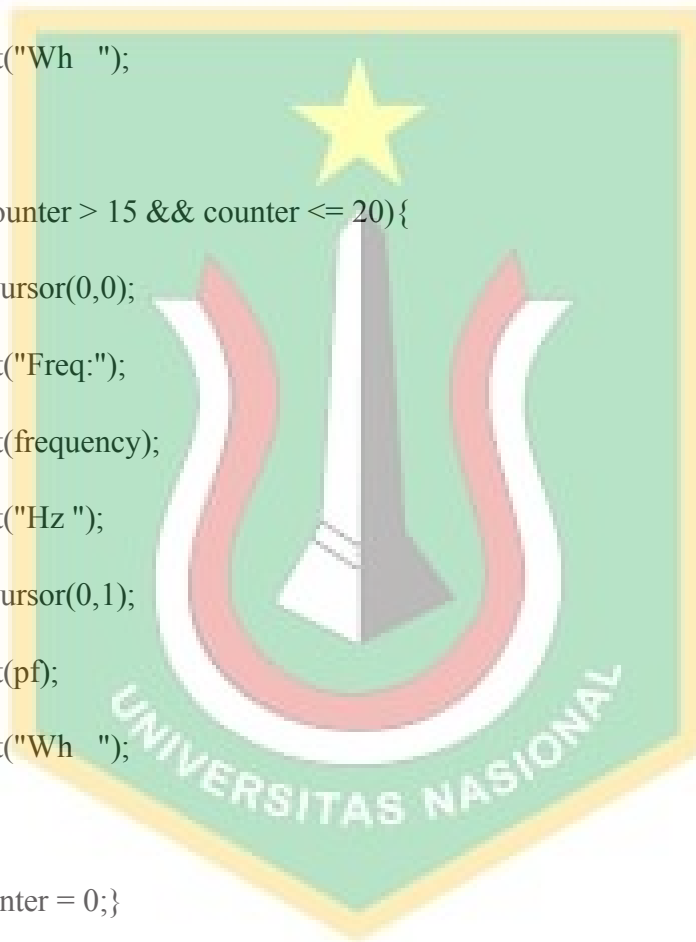 t("Wh   ");
ounter > 15 && counter <= 20){
ursor(0,0);
t("Freq:");
t(frequency);
t("Hz ");
ursor(0,1);
t(pf);
t("Wh   ");
UNIVERSITAS NASIONAL
nter = 0;}